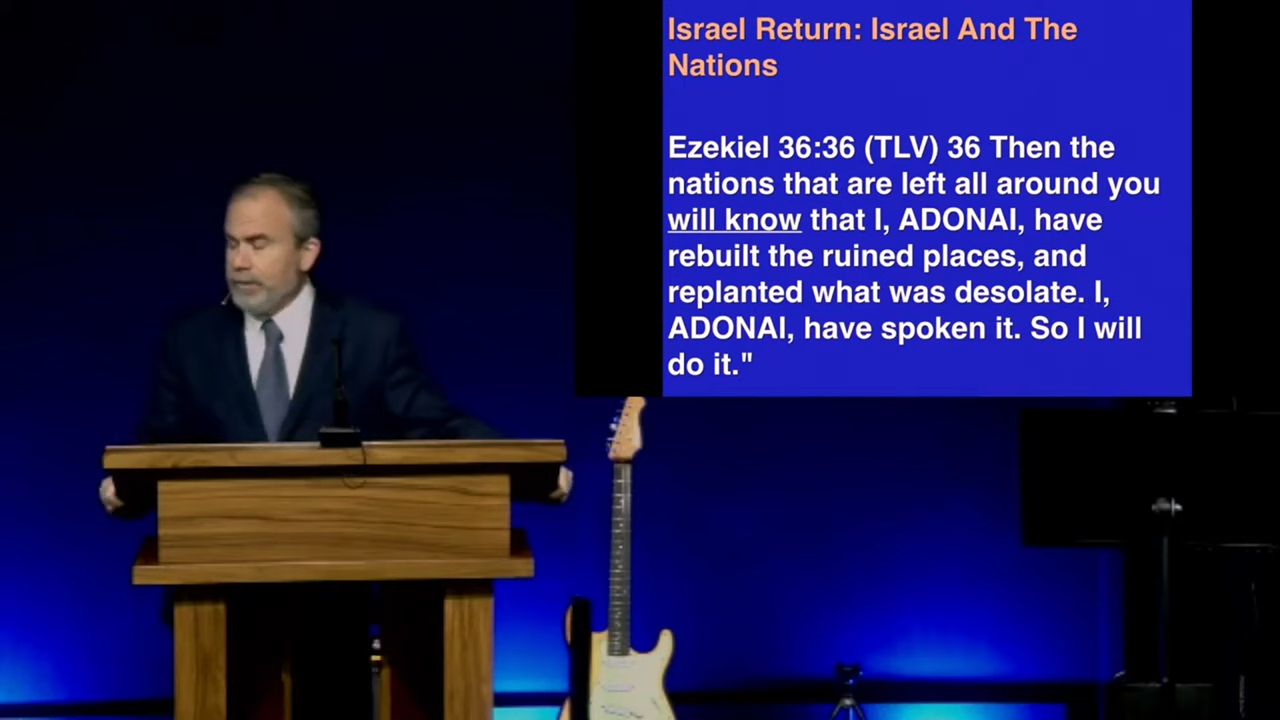 Israel Return: Israel And The
Nations
Ezekiel 36:36 (TLV) 36 Then the
nations that are left all around you
will know that I, ADONAI, have
rebuilt the ruined places, and
replanted what was desolate. I,
ADONAI, have spoken it. So I will
do it."